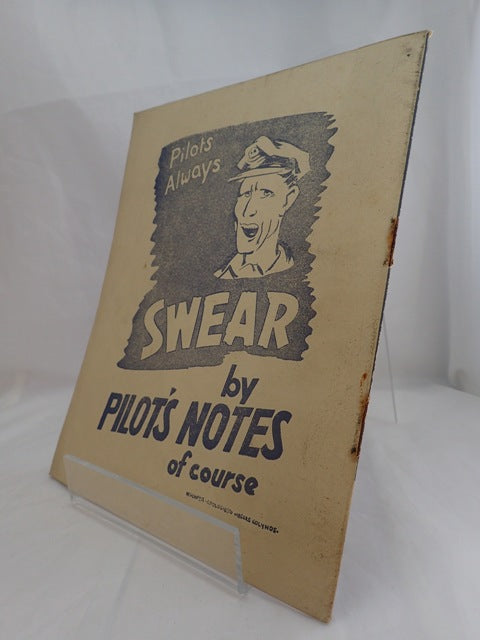 Pilots'
Always
SWEAR
by
PILOT'S NOTES
of course